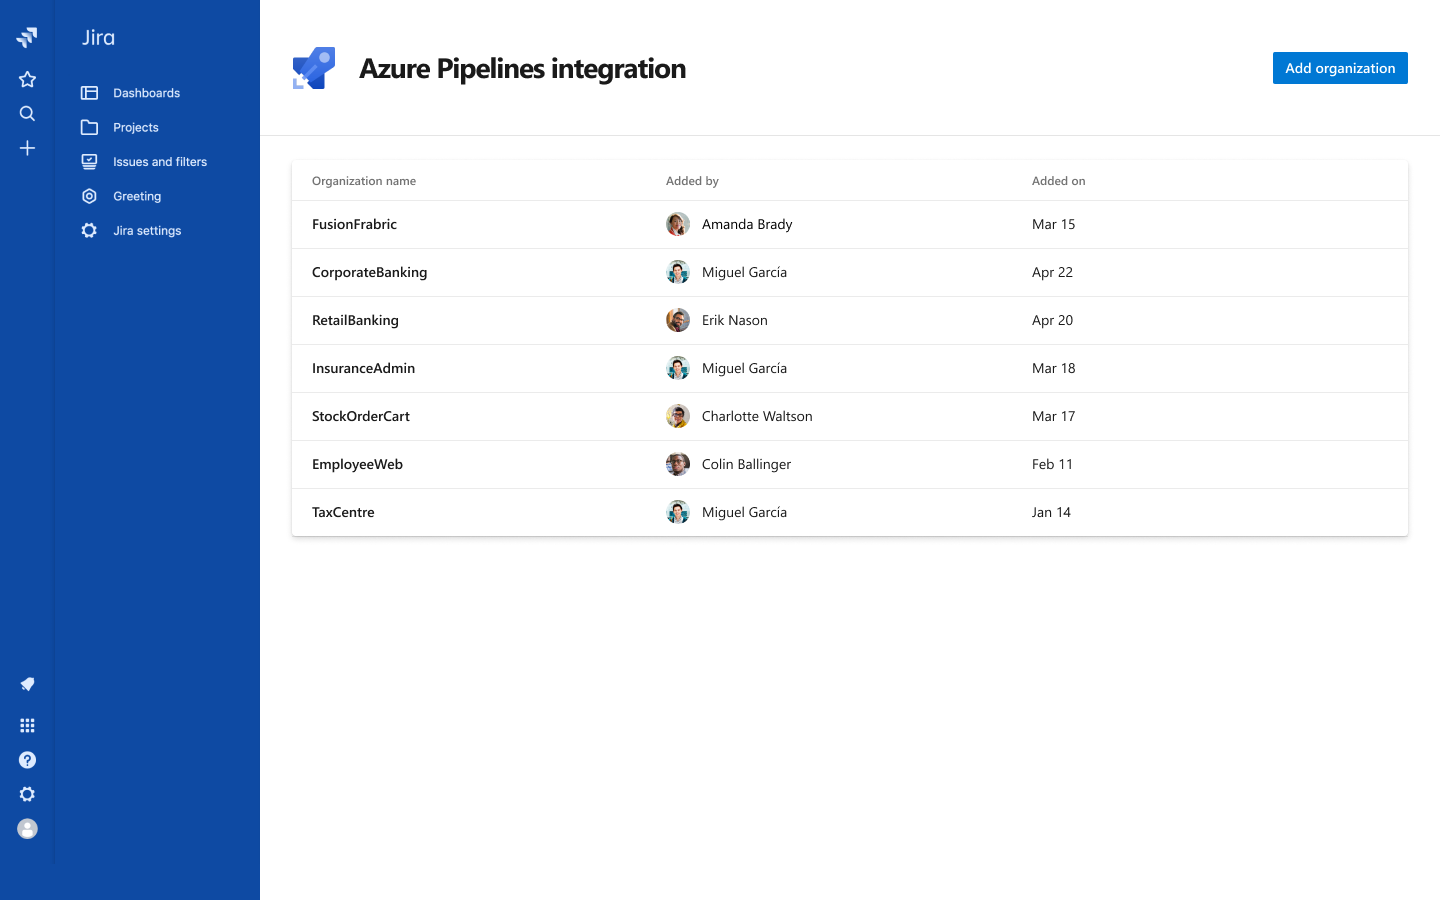 Jira
Dashboards
Projects
Issues and filters
Greeting
Jira settings
Azure Pipelines integration
Add organization
Organization name Added by Added on
FusionFrabric Amanda Brady Mar 15
CorporateBanking Miguel García Apr 22
RetailBanking Erik Nason Apr 20
InsuranceAdmin Miguel García Mar 18
StockOrderCart Charlotte Waltson Mar 17
EmployeeWeb Colin Ballinger Feb 11
TaxCentre Miguel García Jan 14